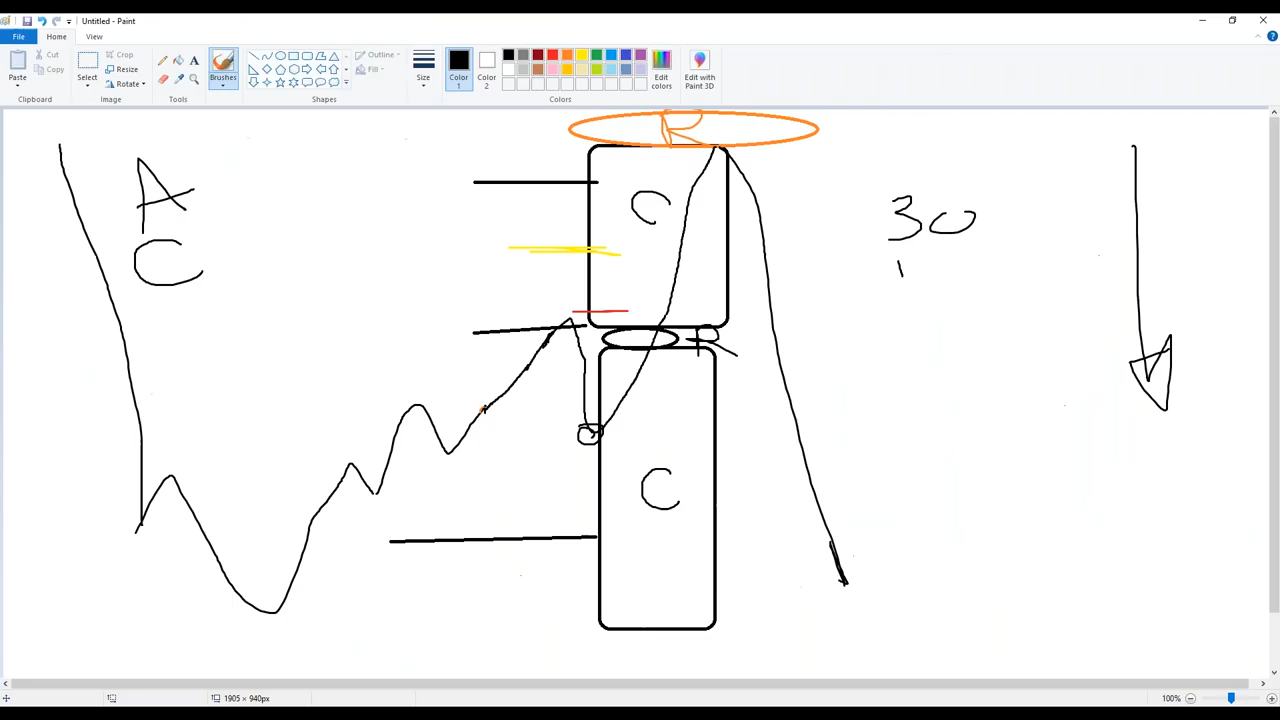 Untitled - Paint
File
Home
View
Paste
Cut
Copy
Clipboard
Select
Crop
Resize
Rotate
Image
A
Tools
Brushes
Outline
Fill
Shapes
Size
Color 1
Color 2
Edit colors
Colors
Edit with Paint 3D
R
A
C
C
30
R
C
1905 × 940px
100%